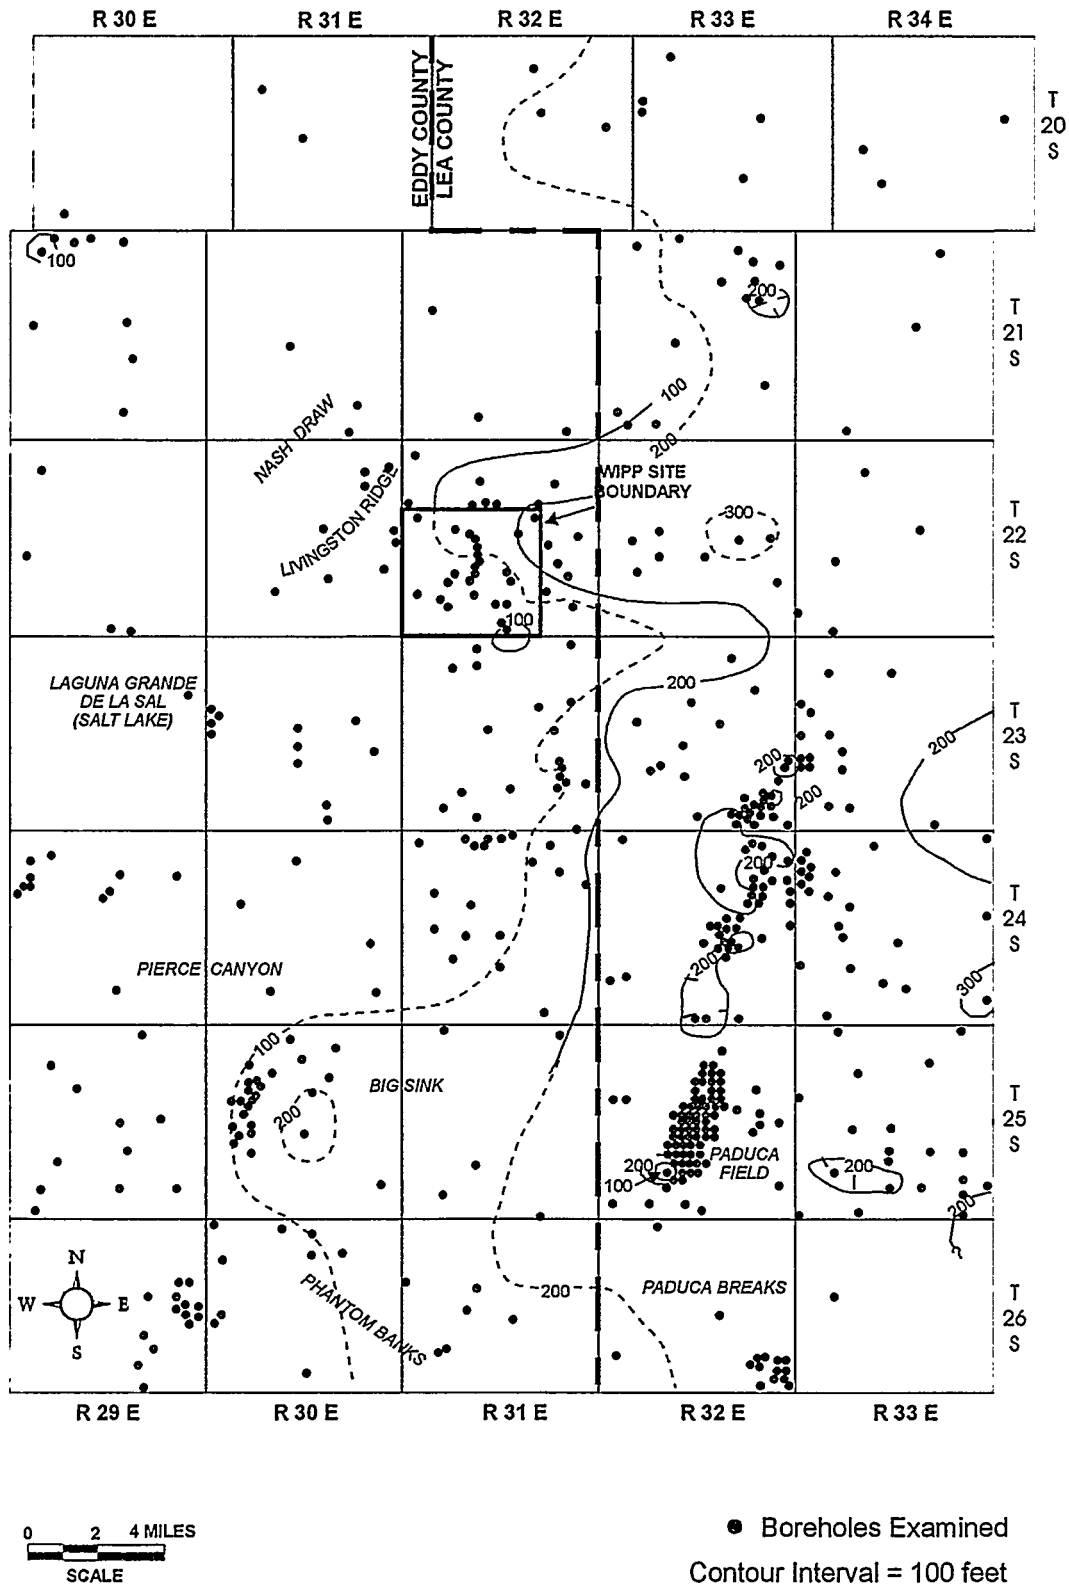 R 30 E R 31 E R 32 E R 33 E R 34 E
EDDY COUNTY
LEA COUNTY
T
20
S
100
200
T
21
S
100
200
NASH DRAW
LIVINGSTON RIDGE
WIPP SITE
BOUNDARY
300
T
22
S
100
LAGUNA GRANDE
DE LA SAL
(SALT LAKE)
200
200
T
23
S
200
200
200
T
24
S
PIERCE CANYON
200
300
100
BIG SINK
200
T
25
S
PADUCA
FIELD
200
100
200
200
N
W E
S
PHANTOM BANKS
200
PADUCA BREAKS
T
26
S
R 29 E R 30 E R 31 E R 32 E R 33 E
0 2 4 MILES
SCALE
Boreholes Examined
Contour Interval = 100 feet